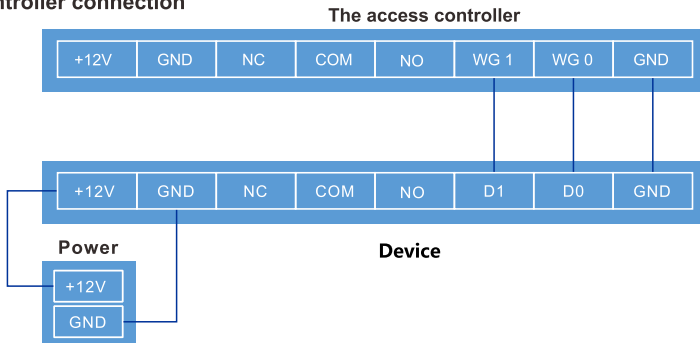 ntroller connection
The access controller
+12V GND NC COM NO WG 1 WG 0 GND
+12V GND NC COM NO D1 D0 GND
Power
Device
+12V
GND